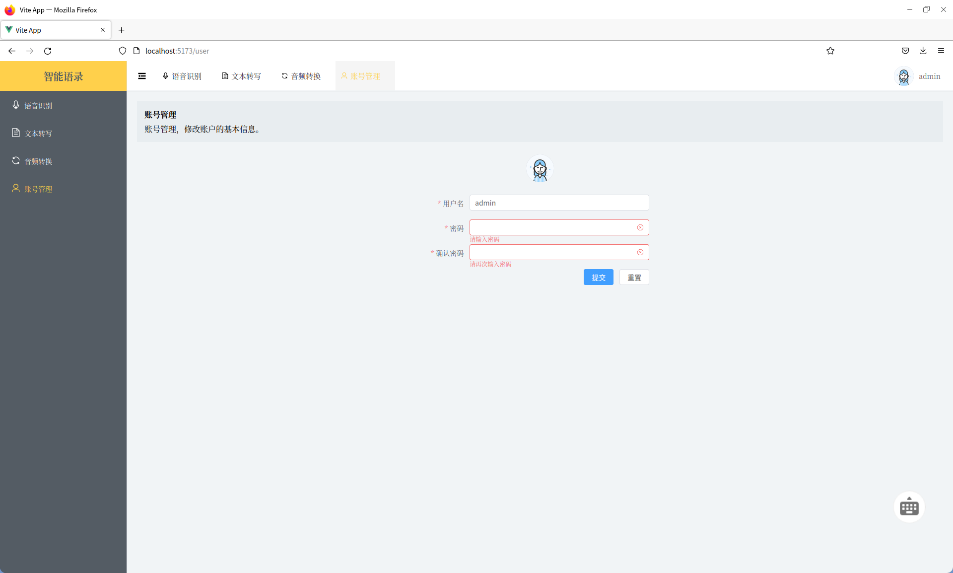 Vite App — Mozilla Firefox
Vite App
localhost:5173/user
智能语录
语音识别
文本转写
音频转换
账号管理
admin
语音识别
文本转写
音频转换
账号管理
账号管理
账号管理，修改账户的基本信息。
* 用户名
admin
* 密码
请输入密码
* 确认密码
请再次输入密码
提交
重置